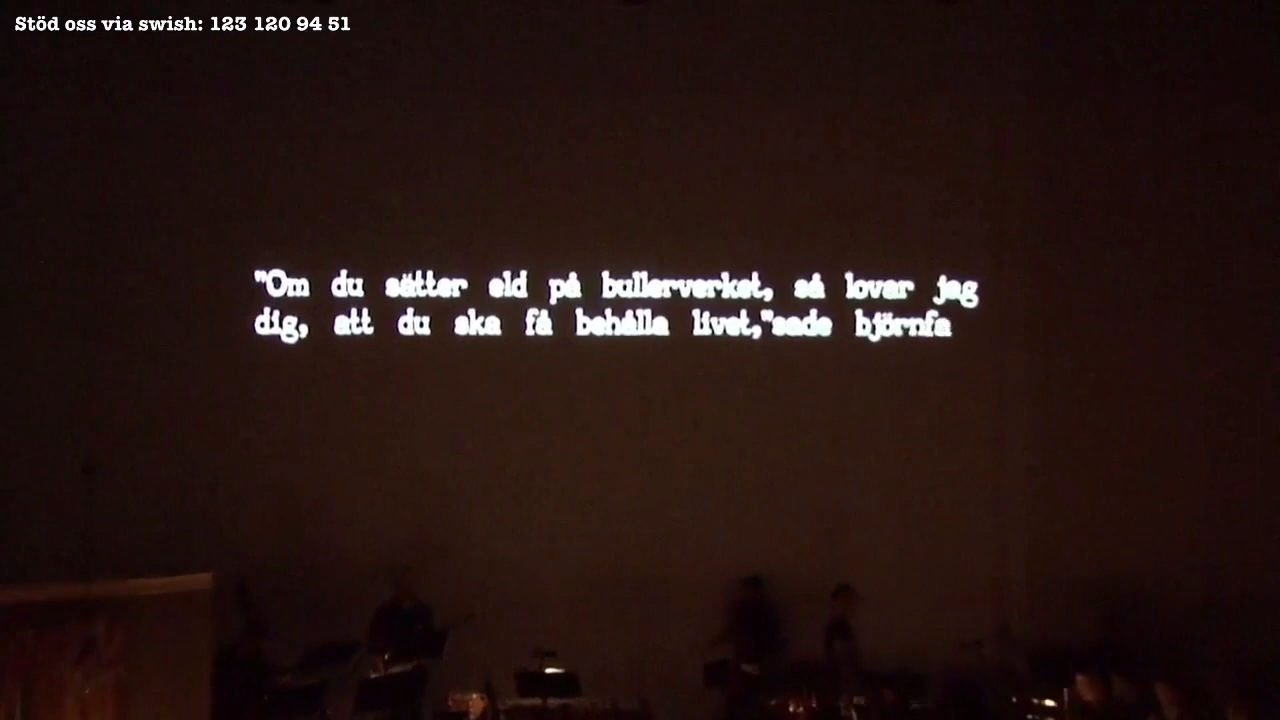 Stöd oss via swish: 123 120 94 51
"Om du sätter eld på bullerverket, så lovar jag
dig, att du ska få behålla livet,"sade björnfa